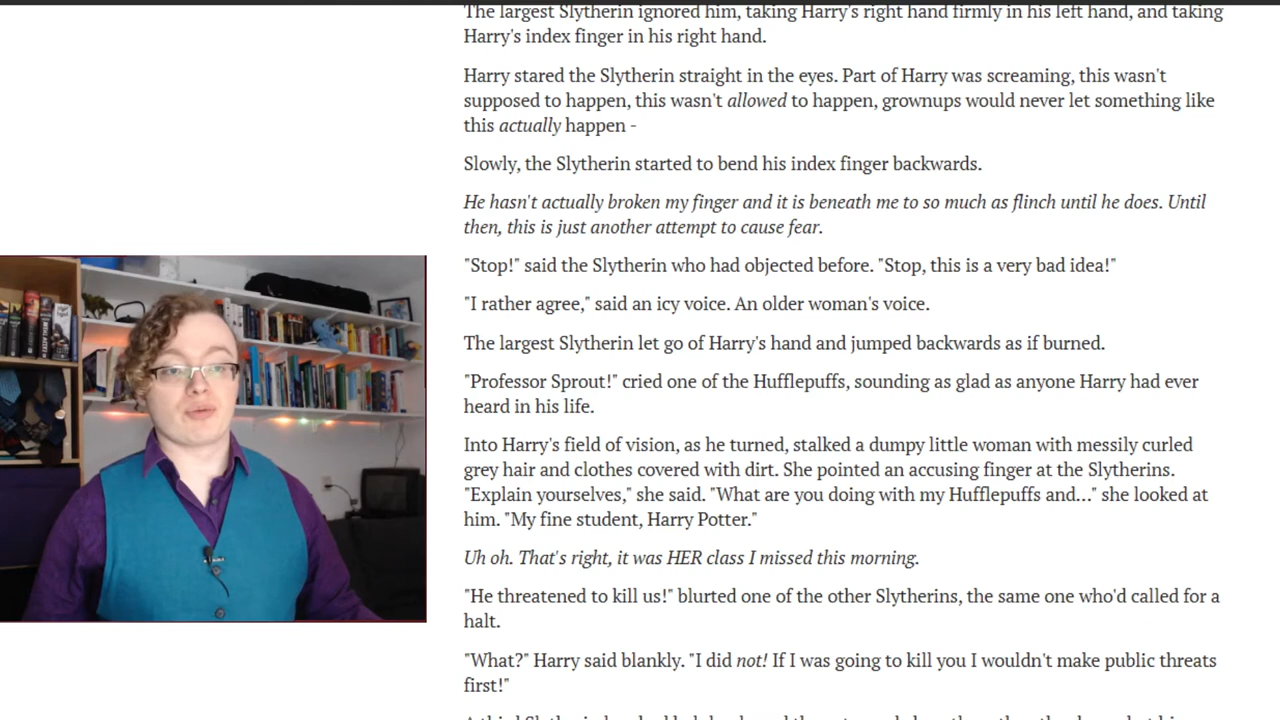 The largest Slytherin ignored him, taking Harry's right hand firmly in his left hand, and taking
Harry's index finger in his right hand.
Harry stared the Slytherin straight in the eyes. Part of Harry was screaming, this wasn't
supposed to happen, this wasn't allowed to happen, grownups would never let something like
this actually happen -
Slowly, the Slytherin started to bend his index finger backwards.
He hasn't actually broken my finger and it is beneath me to so much as flinch until he does. Until
then, this is just another attempt to cause fear.
"Stop!" said the Slytherin who had objected before. "Stop, this is a very bad idea!"
"I rather agree," said an icy voice. An older woman's voice.
The largest Slytherin let go of Harry's hand and jumped backwards as if burned.
"Professor Sprout!" cried one of the Hufflepuffs, sounding as glad as anyone Harry had ever
heard in his life.
Into Harry's field of vision, as he turned, stalked a dumpy little woman with messily curled
grey hair and clothes covered with dirt. She pointed an accusing finger at the Slytherins.
"Explain yourselves," she said. "What are you doing with my Hufflepuffs and..." she looked at
him. "My fine student, Harry Potter."
Uh oh. That's right, it was HER class I missed this morning.
"He threatened to kill us!" blurted one of the other Slytherins, the same one who'd called for a
halt.
"What?" Harry said blankly. "I did not! If I was going to kill you I wouldn't make public threats
first!"